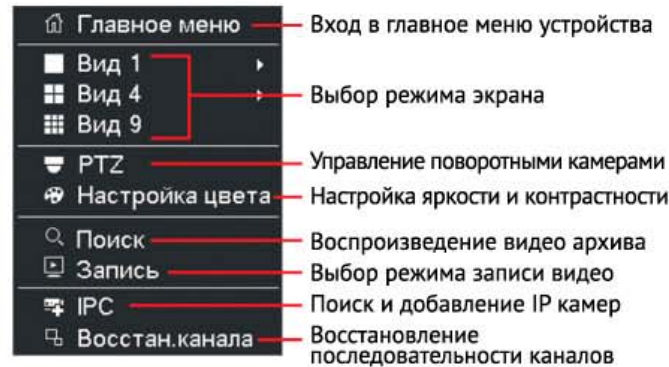 Главное меню Вход в главное меню устройства
Вид 1
Вид 4 Выбор режима экрана
Вид 9
PTZ Управление поворотными камерами
Настройка цвета Настройка яркости и контрастности
Поиск Воспроизведение видео архива
Запись Выбор режима записи видео
IPC Поиск и добавление IP камер
Восстан.канала Восстановление
последовательности каналов